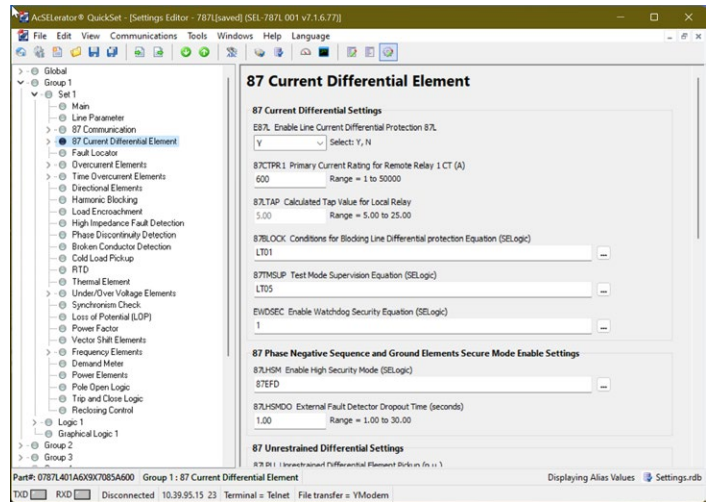 AcSELerator® QuickSet - [Settings Editor - 787L[saved] (SEL-787L 001 v7.1.6.77)]
File Edit View Communications Tools Windows Help Language
Global
Group 1
Set 1
Main
Line Parameter
87 Communication
87 Current Differential Element
Fault Locator
Overcurrent Elements
Time Overcurrent Elements
Directional Elements
Harmonic Blocking
Load Encroachment
High Impedance Fault Detection
Phase Discontinuity Detection
Broken Conductor Detection
Cold Load Pickup
RTD
Thermal Element
Under/Over Voltage Elements
Synchronism Check
Loss of Potential (LOP)
Power Factor
Vector Shift Elements
Frequency Elements
Demand Meter
Power Elements
Pole Open Logic
Trip and Close Logic
Reclosing Control
Logic 1
Graphical Logic 1
Group 2
Group 3
87 Current Differential Element
87 Current Differential Settings
E87L Enable Line Current Differential Protection 87L
Y Select: Y, N
87CTPR1 Primary Current Rating for Remote Relay 1 CT (A)
600 Range = 1 to 50000
87LTAP Calculated Tap Value for Local Relay
5.00 Range = 5.00 to 25.00
87BLOCK Conditions for Blocking Line Differential protection Equation (SELogic)
LT01 ...
87TMSUP Test Mode Supervision Equation (SELogic)
LT05 ...
EWDSEC Enable Watchdog Security Equation (SELogic)
1 ...
87 Phase Negative Sequence and Ground Elements Secure Mode Enable Settings
87LHSM Enable High Security Mode (SELogic)
87EFD ...
87LHSMDO External Fault Detector Dropout Time (seconds)
1.00 Range = 1.00 to 30.00
87 Unrestrained Differential Settings
Unrestrained Differential Element Pickup (p.u.)
Part#: 0787L401A6X9X7085A600 Group 1 : 87 Current Differential Element Displaying Alias Values Settings.rdb
TXD RXD Disconnected 10.39.95.15 23 Terminal = Telnet File transfer = YModem